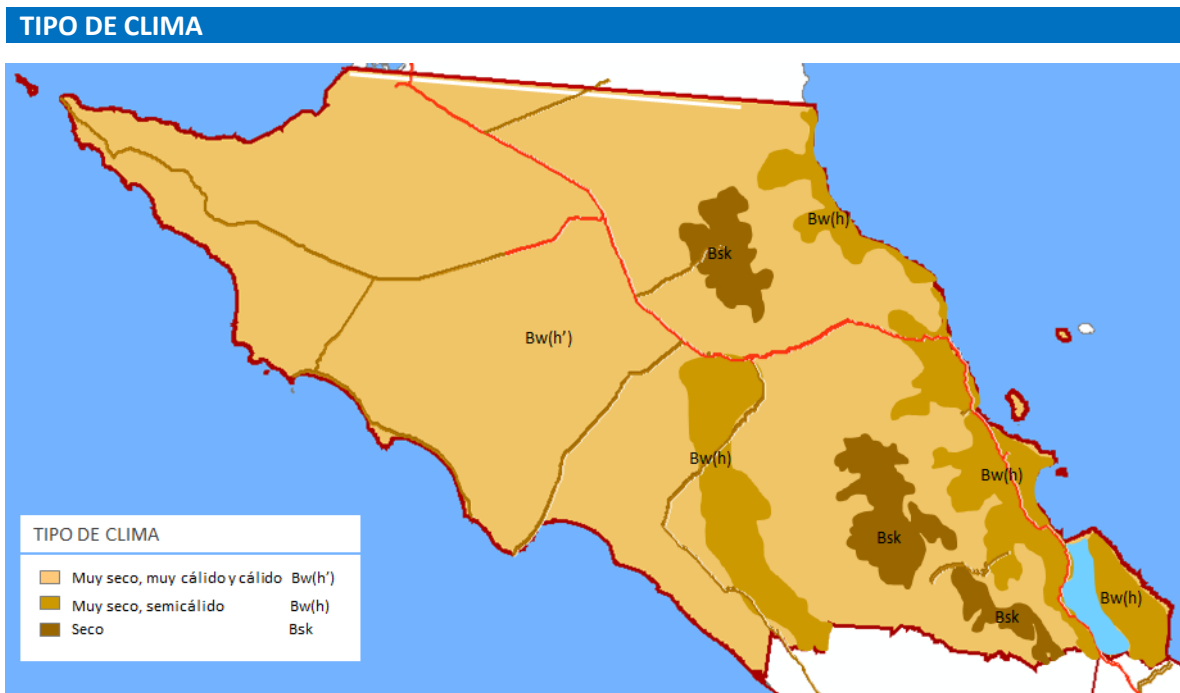 TIPO DE CLIMA
Bw(h)
Bsk
Bw(h')
Bw(h)
Bw(h)
Bsk
Bw(h)
Bsk
TIPO DE CLIMA
Muy seco, muy cálido y cálido Bw(h')
Muy seco, semicálido Bw(h)
Seco Bsk